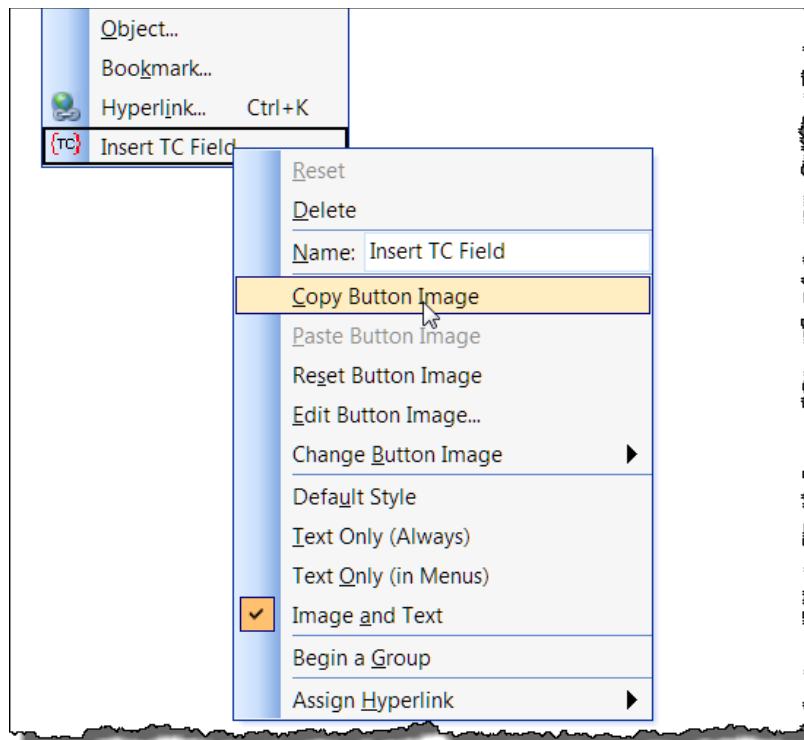 Object...
Bookmark...
Hyperlink... Ctrl+K
{TC} Insert TC Field
Reset
Delete
Name: Insert TC Field
Copy Button Image
Paste Button Image
Reset Button Image
Edit Button Image...
Change Button Image
Default Style
Text Only (Always)
Text Only (in Menus)
Image and Text
Begin a Group
Assign Hyperlink